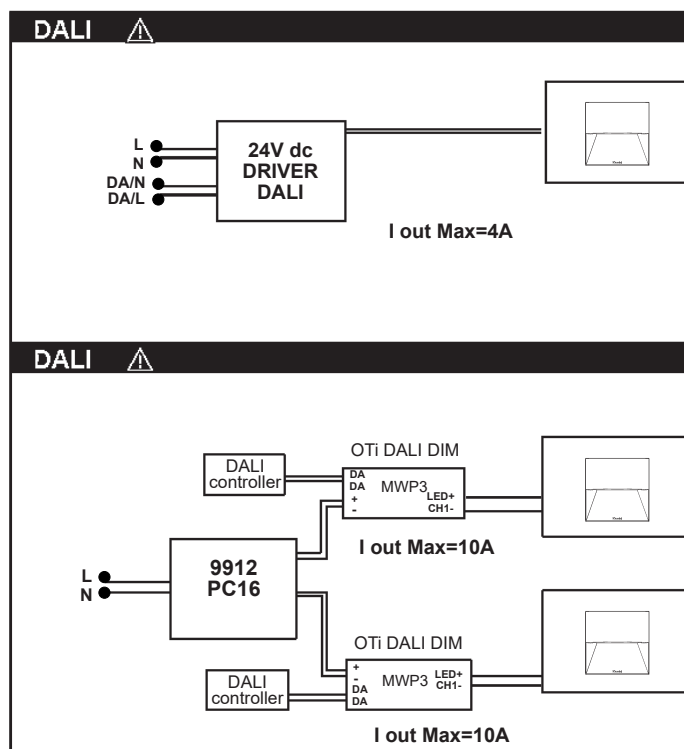 DALI
L
N
DA/N
DA/L
24V dc
DRIVER
DALI
I out Max=4A
DALI
OTi DALI DIM
DALI
controller
DA
DA
+
-
MWP3
LED+
CH1-
I out Max=10A
L
N
9912
PC16
OTi DALI DIM
+
-
DA
DA
MWP3
LED+
CH1-
DALI
controller
I out Max=10A